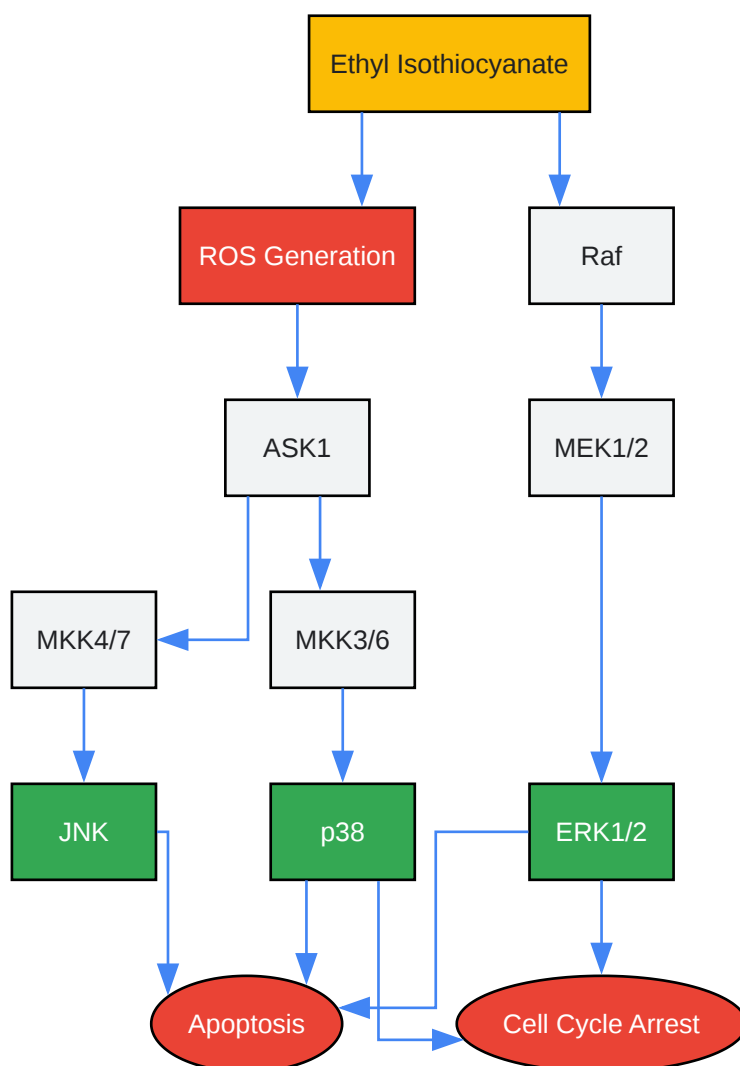 Ethyl Isothiocyanate
ROS Generation
Raf
ASK1
MEK1/2
MKK4/7
MKK3/6
JNK
p38
ERK1/2
Apoptosis
Cell Cycle Arrest